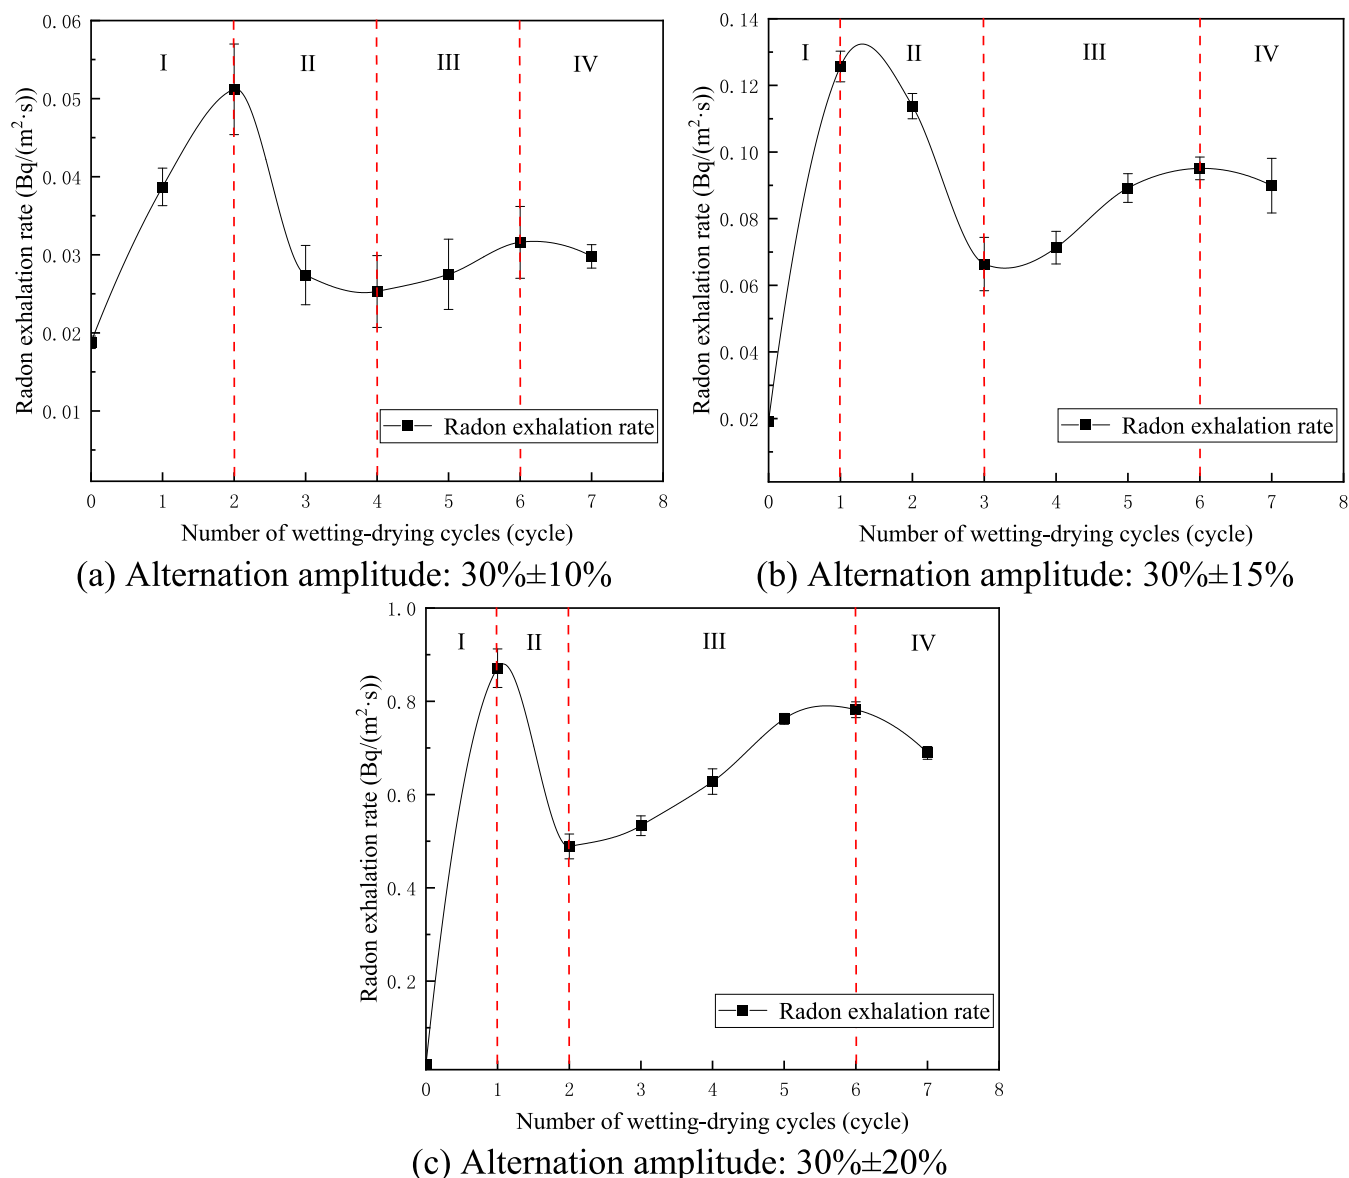 0.06
0.05
0.04
0.03
0.02
0.01
Radon exhalation rate (Bq/(m²·s))
I
II
III
IV
Radon exhalation rate
0 1 2 3 4 5 6 7 8
Number of wetting-drying cycles (cycle)
(a) Alternation amplitude: 30%±10%
0.14
0.12
0.10
0.08
0.06
0.04
0.02
Radon exhalation rate (Bq/(m²·s))
I
II
III
IV
Radon exhalation rate
0 1 2 3 4 5 6 7 8
Number of wetting-drying cycles (cycle)
(b) Alternation amplitude: 30%±15%
1.0
0.8
0.6
0.4
0.2
Radon exhalation rate (Bq/(m²·s))
I
II
III
IV
Radon exhalation rate
0 1 2 3 4 5 6 7 8
Number of wetting-drying cycles (cycle)
(c) Alternation amplitude: 30%±20%